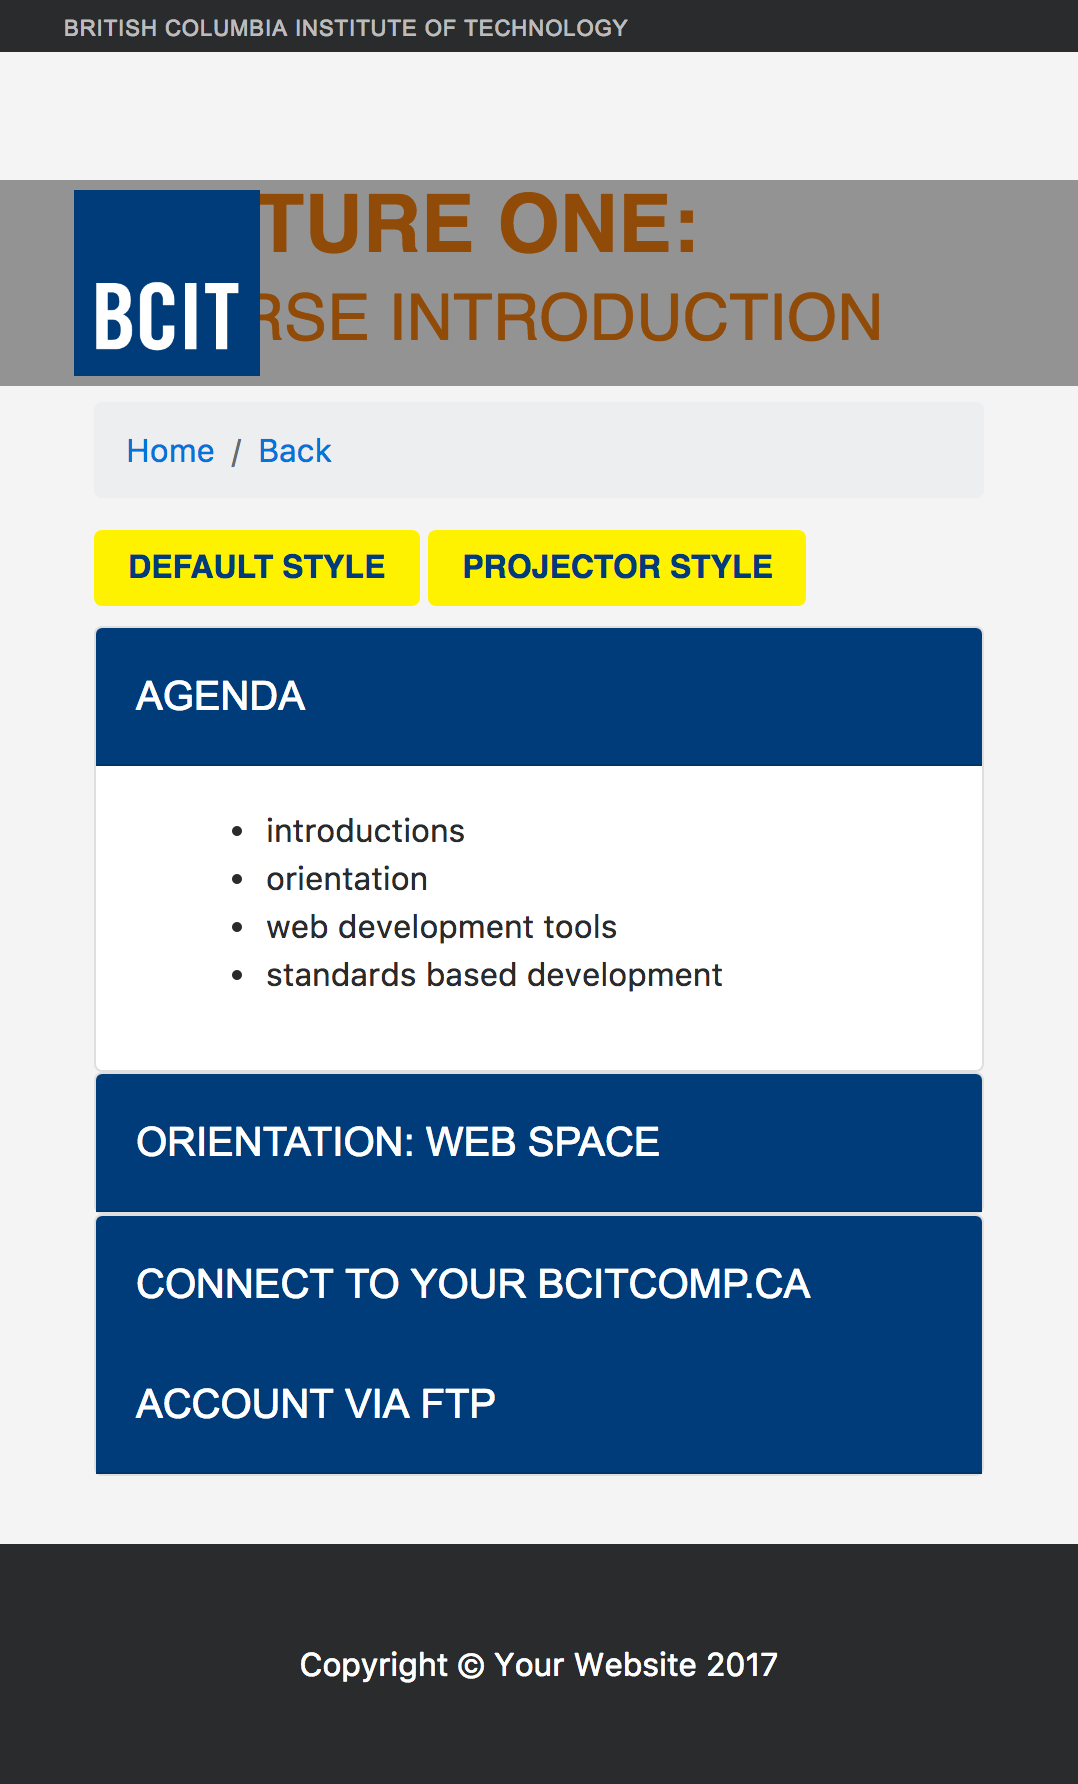 BRITISH COLUMBIA INSTITUTE OF TECHNOLOGY
TURE ONE:
BCIT
RSE INTRODUCTION
Home / Back
DEFAULT STYLE PROJECTOR STYLE
AGENDA
• introductions
• orientation
• web development tools
• standards based development
ORIENTATION: WEB SPACE
CONNECT TO YOUR BCITCOMP.CA
ACCOUNT VIA FTP
Copyright © Your Website 2017